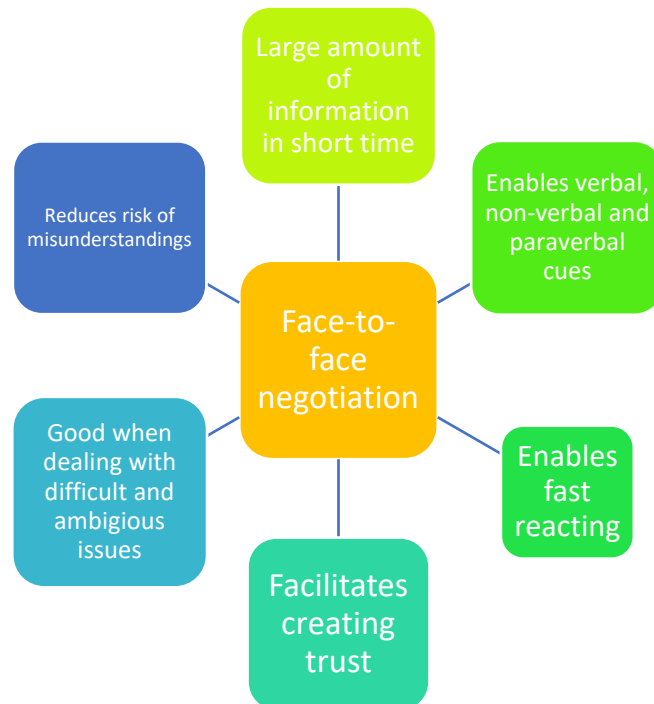 Large amount
of
information
in short time
Enables verbal,
non-verbal and
paraverbal
cues
Reduces risk of
misunderstandings
Face-to-
face
negotiation
Good when
dealing with
difficult and
ambigious
issues
Enables
fast
reacting
Facilitates
creating
trust